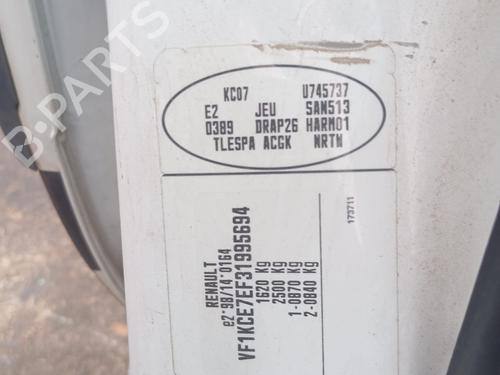 B-PARTS
KC07 U745737
E2 JEU SAN513
0389 DRAP26 HARM01
TLESPA ACGK NRTN
RENAULT
e2*98/14*0164
VF1KCE7EF31995694
1620 Kg
2500 Kg
1-0870 Kg
2-0840 Kg
173711